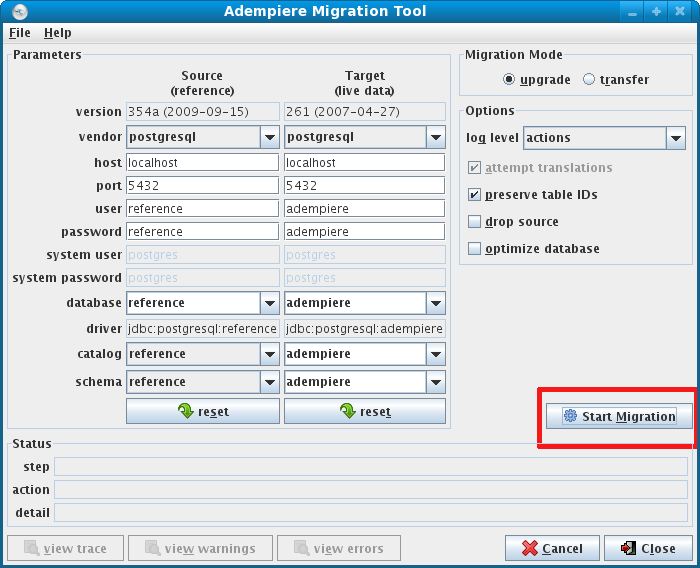 Adempiere Migration Tool
File Help
Parameters
Source
(reference)
Target
(live data)
version 354a (2009-09-15) 261 (2007-04-27)
vendor postgresql postgresql
host localhost localhost
port 5432 5432
user reference adempiere
password reference adempiere
system user postgres postgres
system password postgres postgres
database reference adempiere
driver jdbc:postgresql:reference jdbc:postgresql:adempiere
catalog reference adempiere
schema reference adempiere
reset reset
Migration Mode
upgrade transfer
Options
log level actions
attempt translations
preserve table IDs
drop source
optimize database
Start Migration
Status
step
action
detail
view trace view warnings view errors Cancel Close